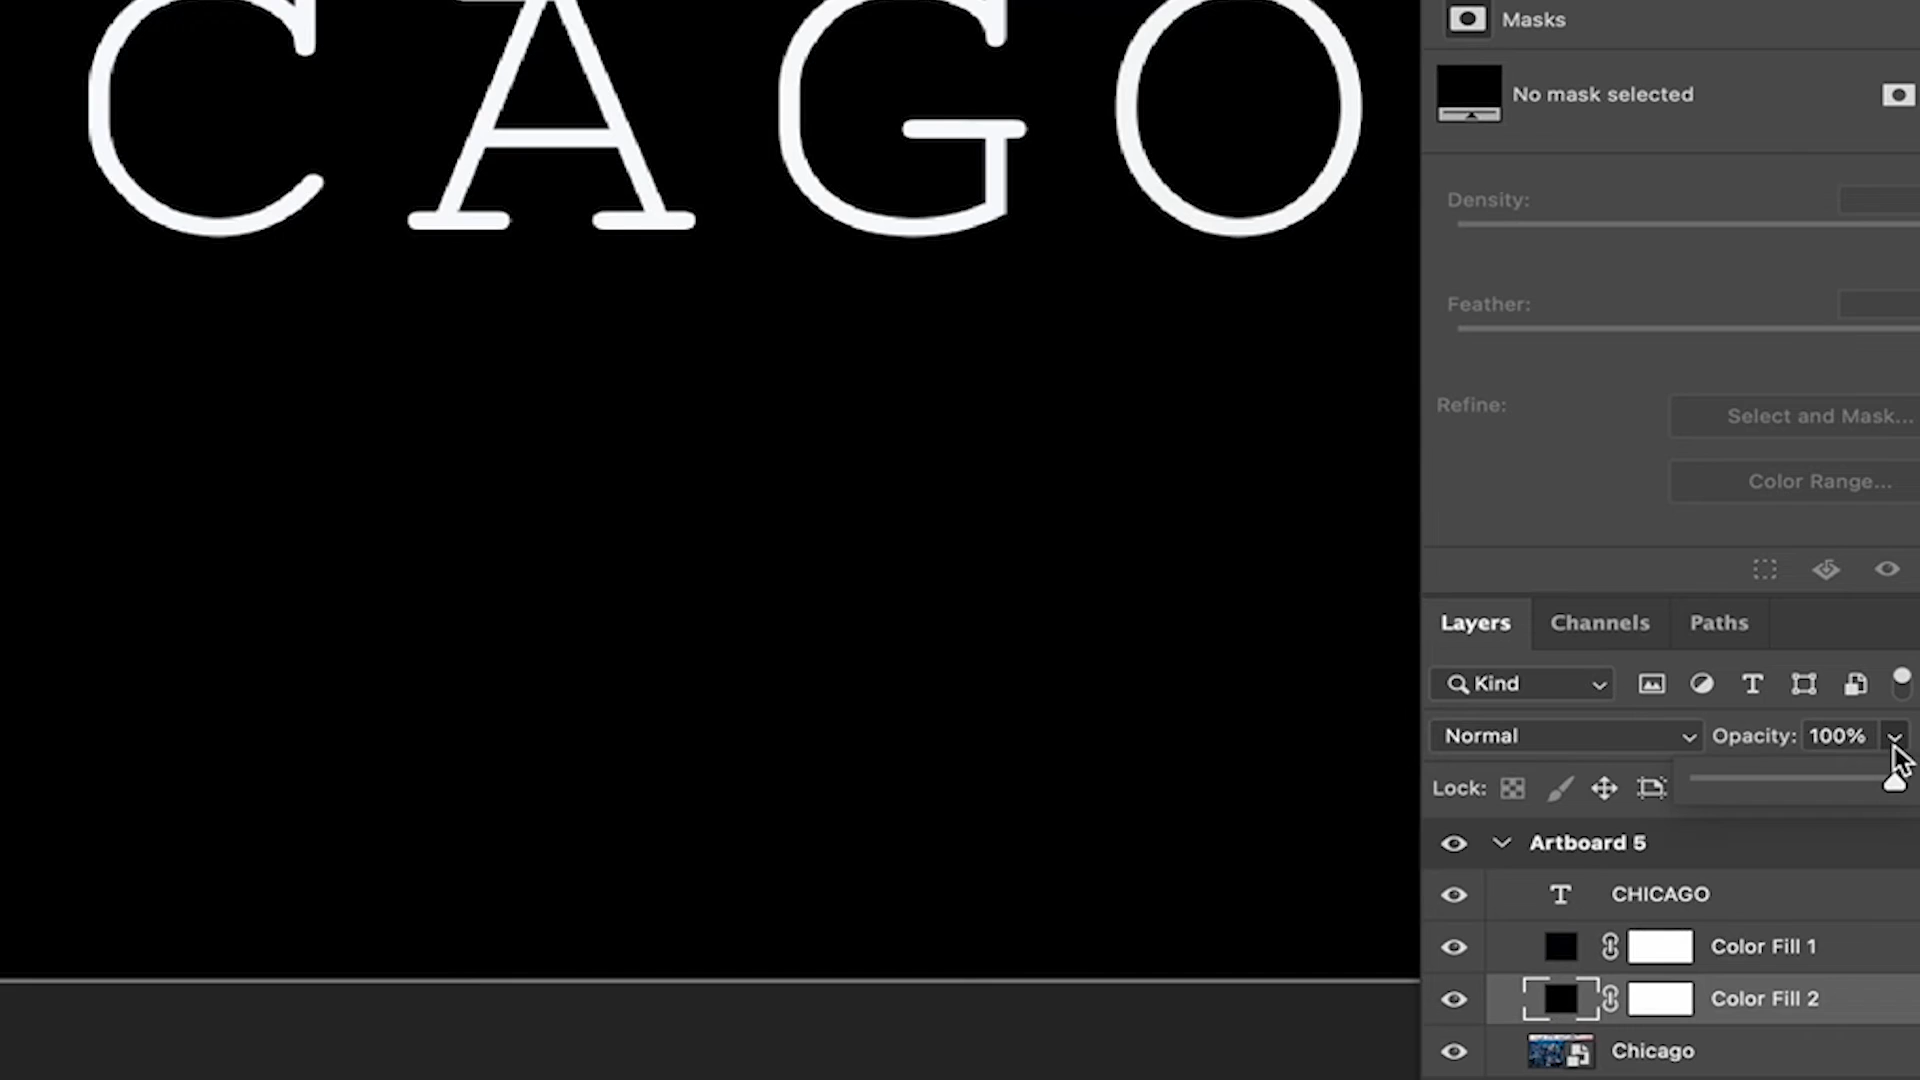 CAGO
Masks
No mask selected
Density:
Feather:
Refine:
Select and Mask...
Color Range...
Layers
Channels
Paths
Kind
Normal
Opacity: 100%
Lock:
Artboard 5
T CHICAGO
Color Fill 1
Color Fill 2
Chicago